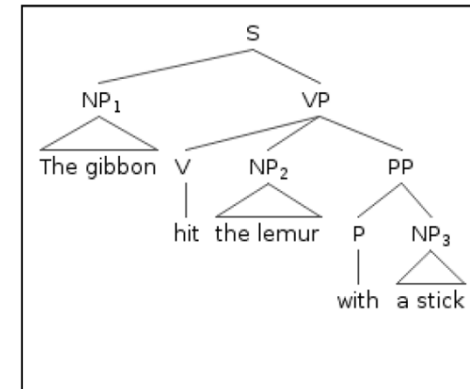 S
NP₁ VP
The gibbon V NP₂ PP
hit the lemur P NP₃
with a stick